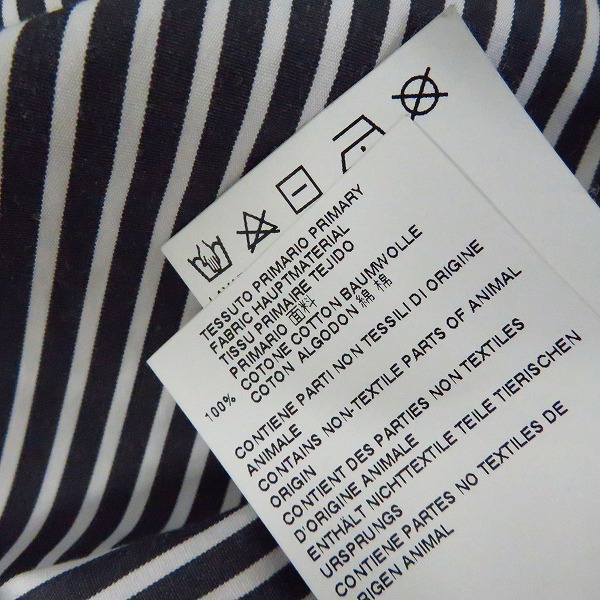 TESSUTO PRIMARIO PRIMARY
FABRIC HAUPTMATERIAL
TISSU PRIMAIRE TEJIDO
PRIMARIO 面料
100% COTONE COTTON BAUMWOLLE
COTON ALGODON 綿 棉
CONTIENE PARTI NON TESSILI DI ORIGINE
ANIMALE
CONTAINS NON-TEXTILE PARTS OF ANIMAL
ORIGIN
CONTIENT DES PARTIES NON TEXTILES
D'ORIGINE ANIMALE
ENTHÄLT NICHTTEXTILE TEILE TIERISCHEN
URSPRUNGS
CONTIENE PARTES NO TEXTILES DE
RIGEN ANIMAL